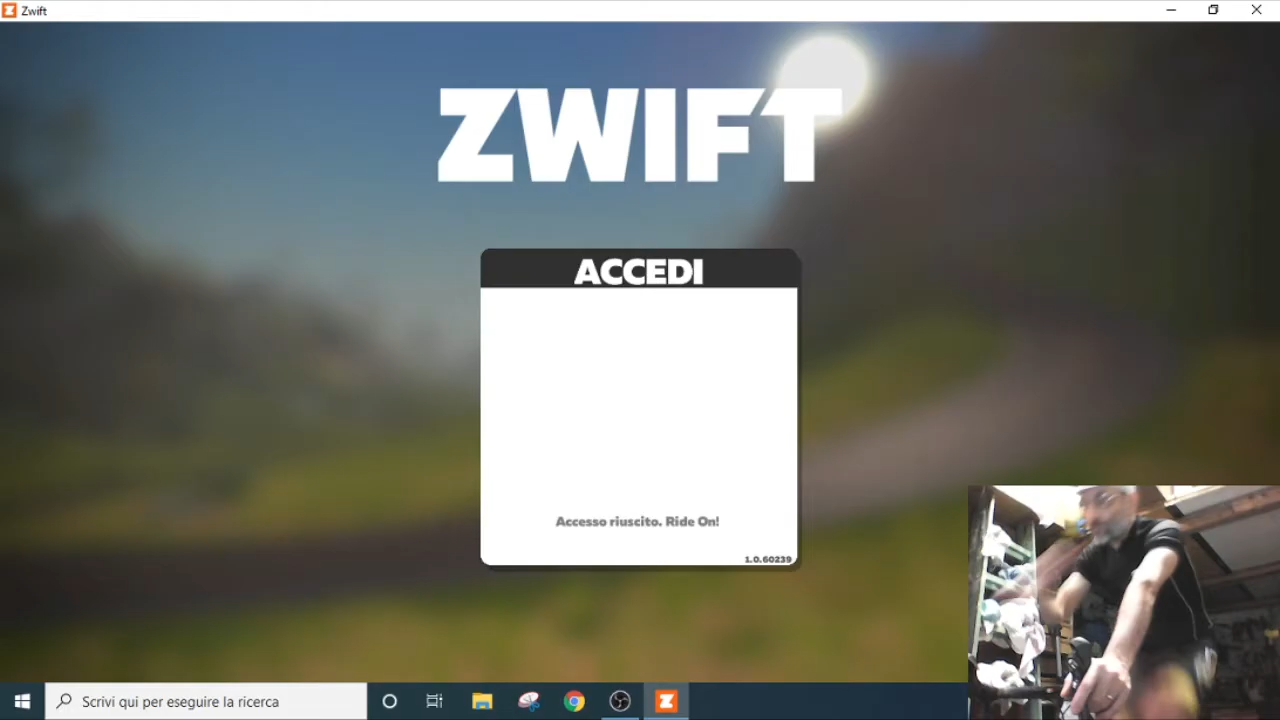 Zwift
ZWIFT
ACCEDI
Accesso riuscito. Ride On!
1.0.60239
Scrivi qui per eseguire la ricerca